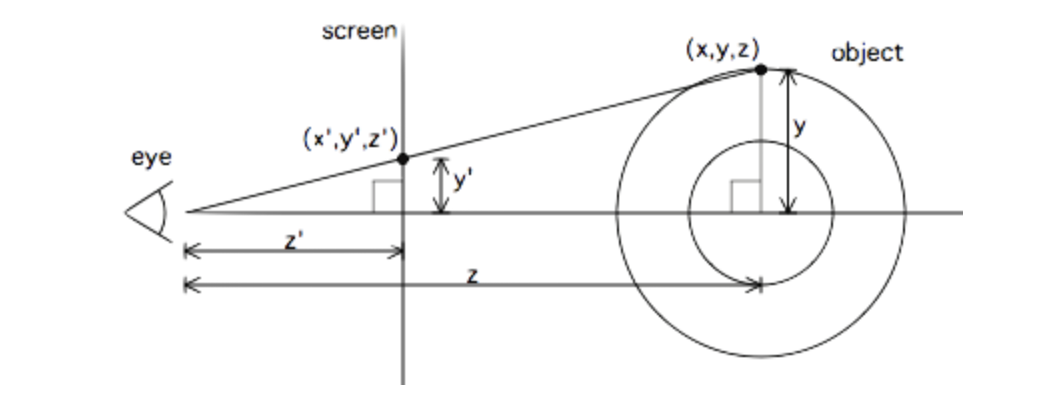 screen
(x,y,z)
object
(x',y',z')
y
eye
y'
z'
z